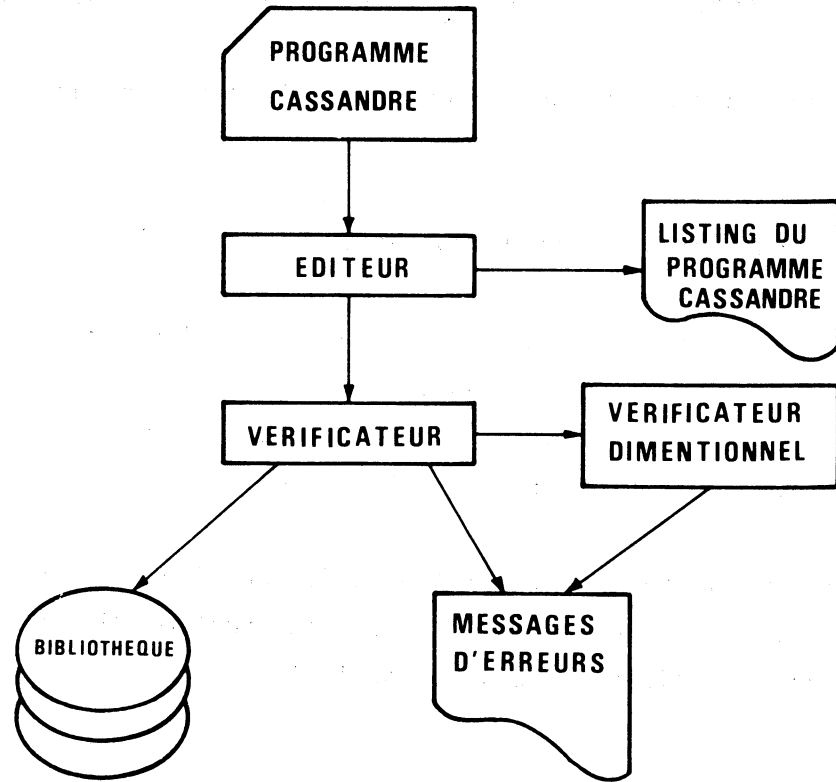 PROGRAMME
CASSANDRE
EDITEUR
LISTING DU
PROGRAMME
CASSANDRE
VERIFICATEUR
VERIFICATEUR
DIMENTIONNEL
BIBLIOTHEQUE
MESSAGES
D'ERREURS